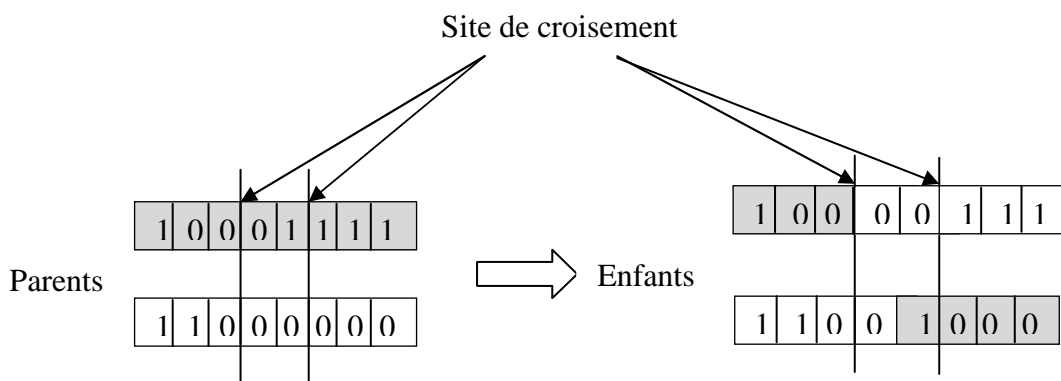 Site de croisement
1 0 0 0 1 1 1 1
1 0 0 0 0 1 1 1
Parents
Enfants
1 1 0 0 0 0 0 0
1 1 0 0 1 0 0 0